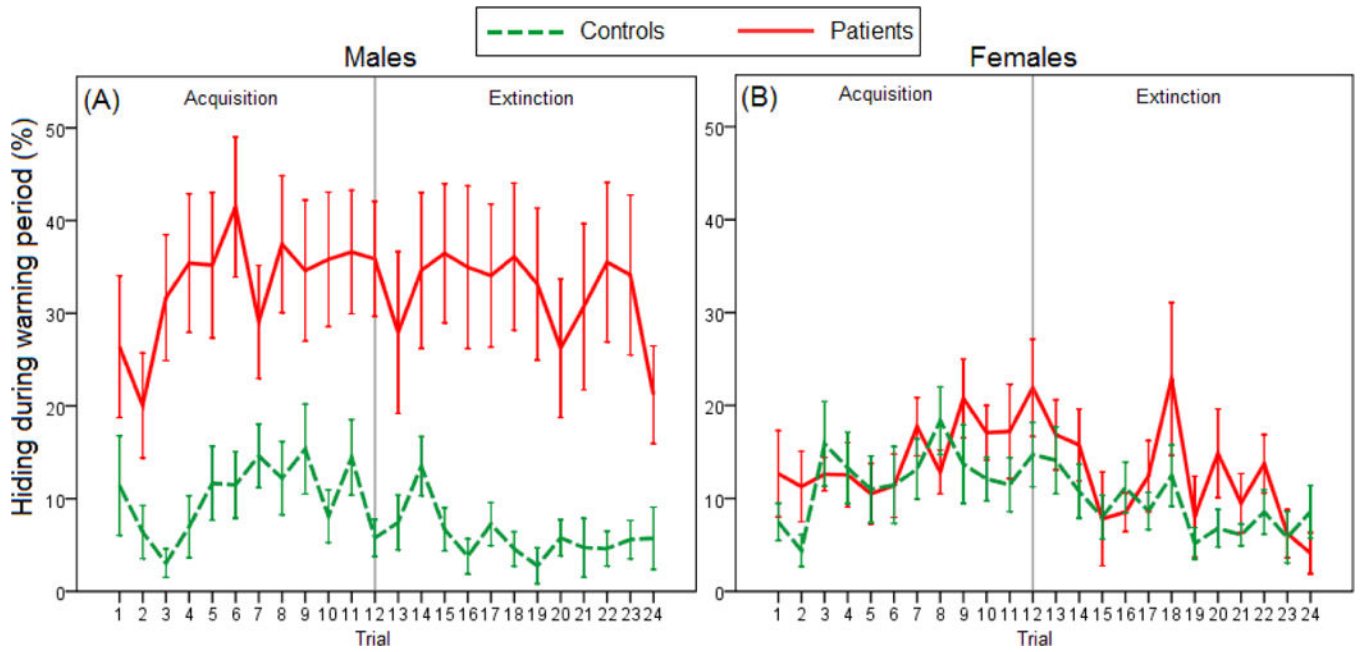 Controls Patients
Males Females
(A) Acquisition Extinction
(B) Acquisition Extinction
Hiding during warning period (%)
50
40
30
20
10
0
1 2 3 4 5 6 7 8 9 10 11 12 13 14 15 16 17 18 19 20 21 22 23 24
Trial
50
40
30
20
10
0
1 2 3 4 5 6 7 8 9 10 11 12 13 14 15 16 17 18 19 20 21 22 23 24
Trial